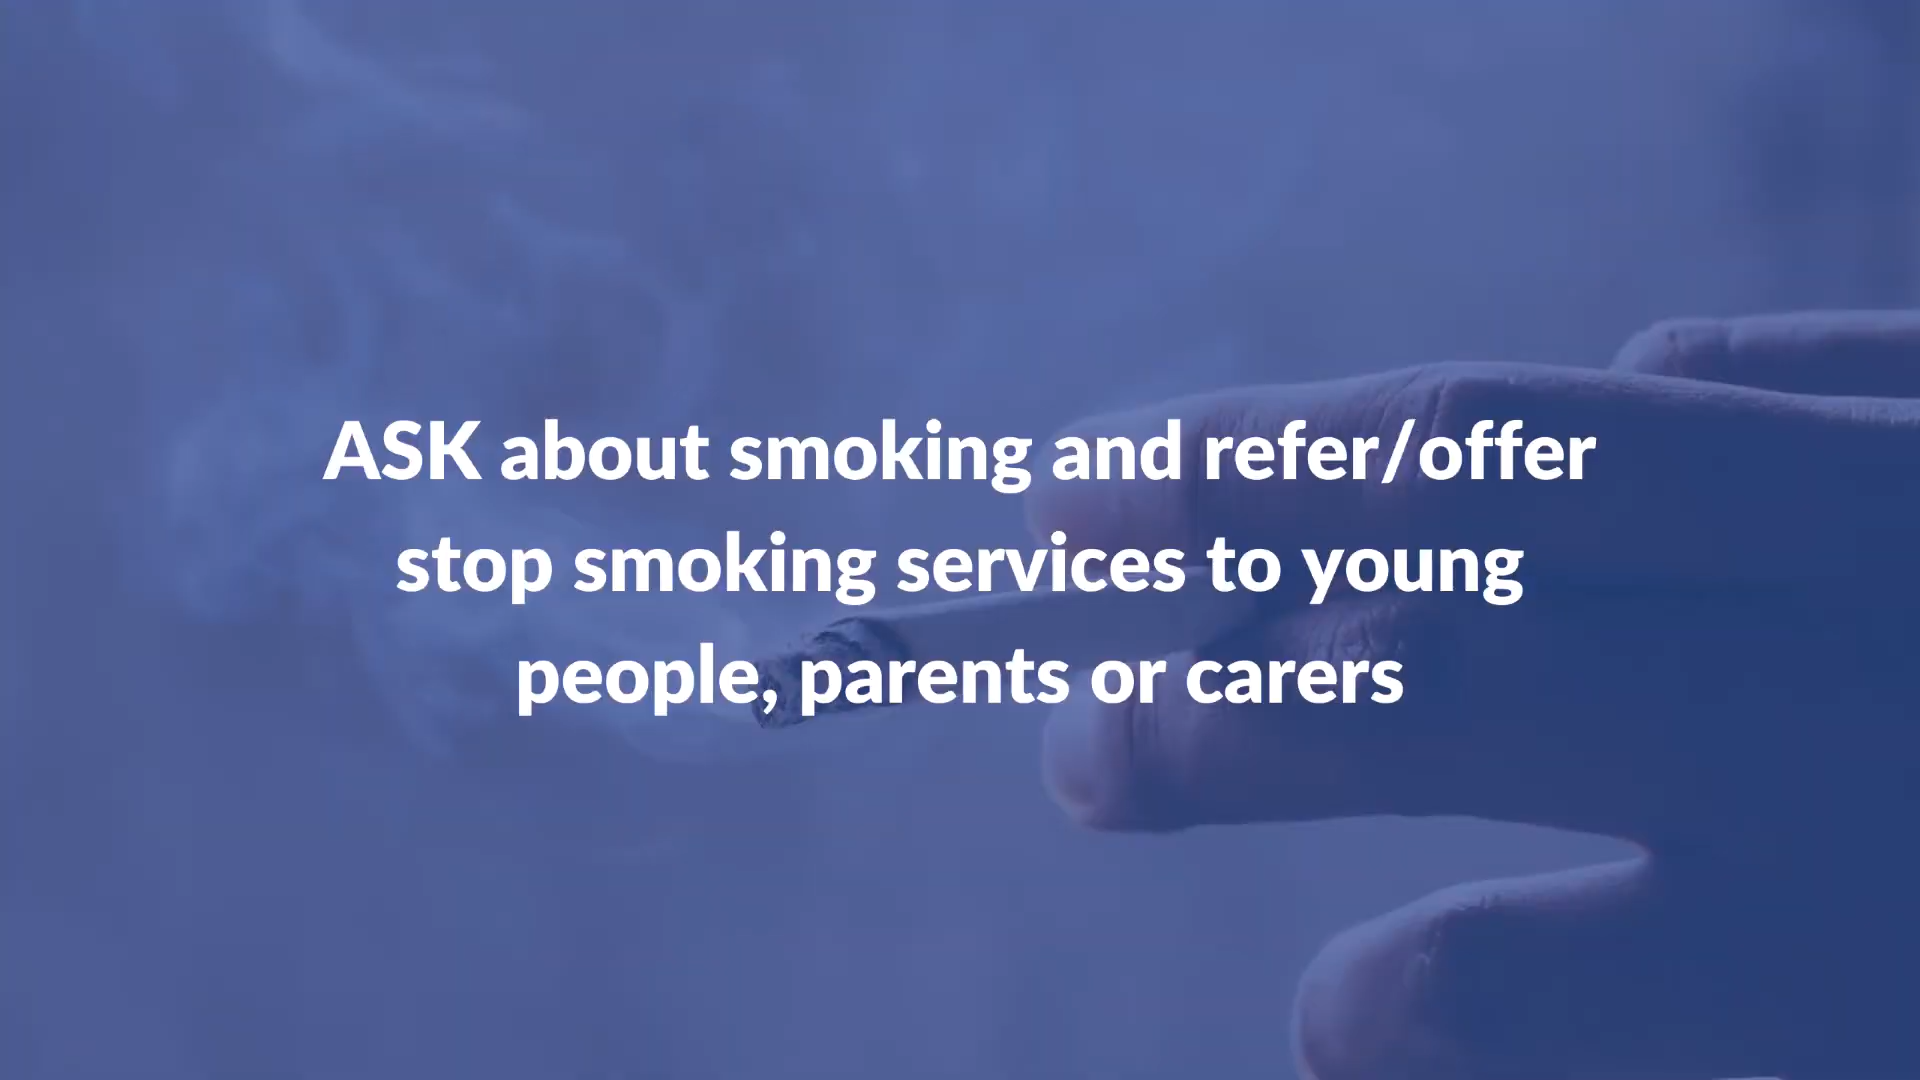 ASK about smoking and refer/offer
stop smoking services to young
people, parents or carers